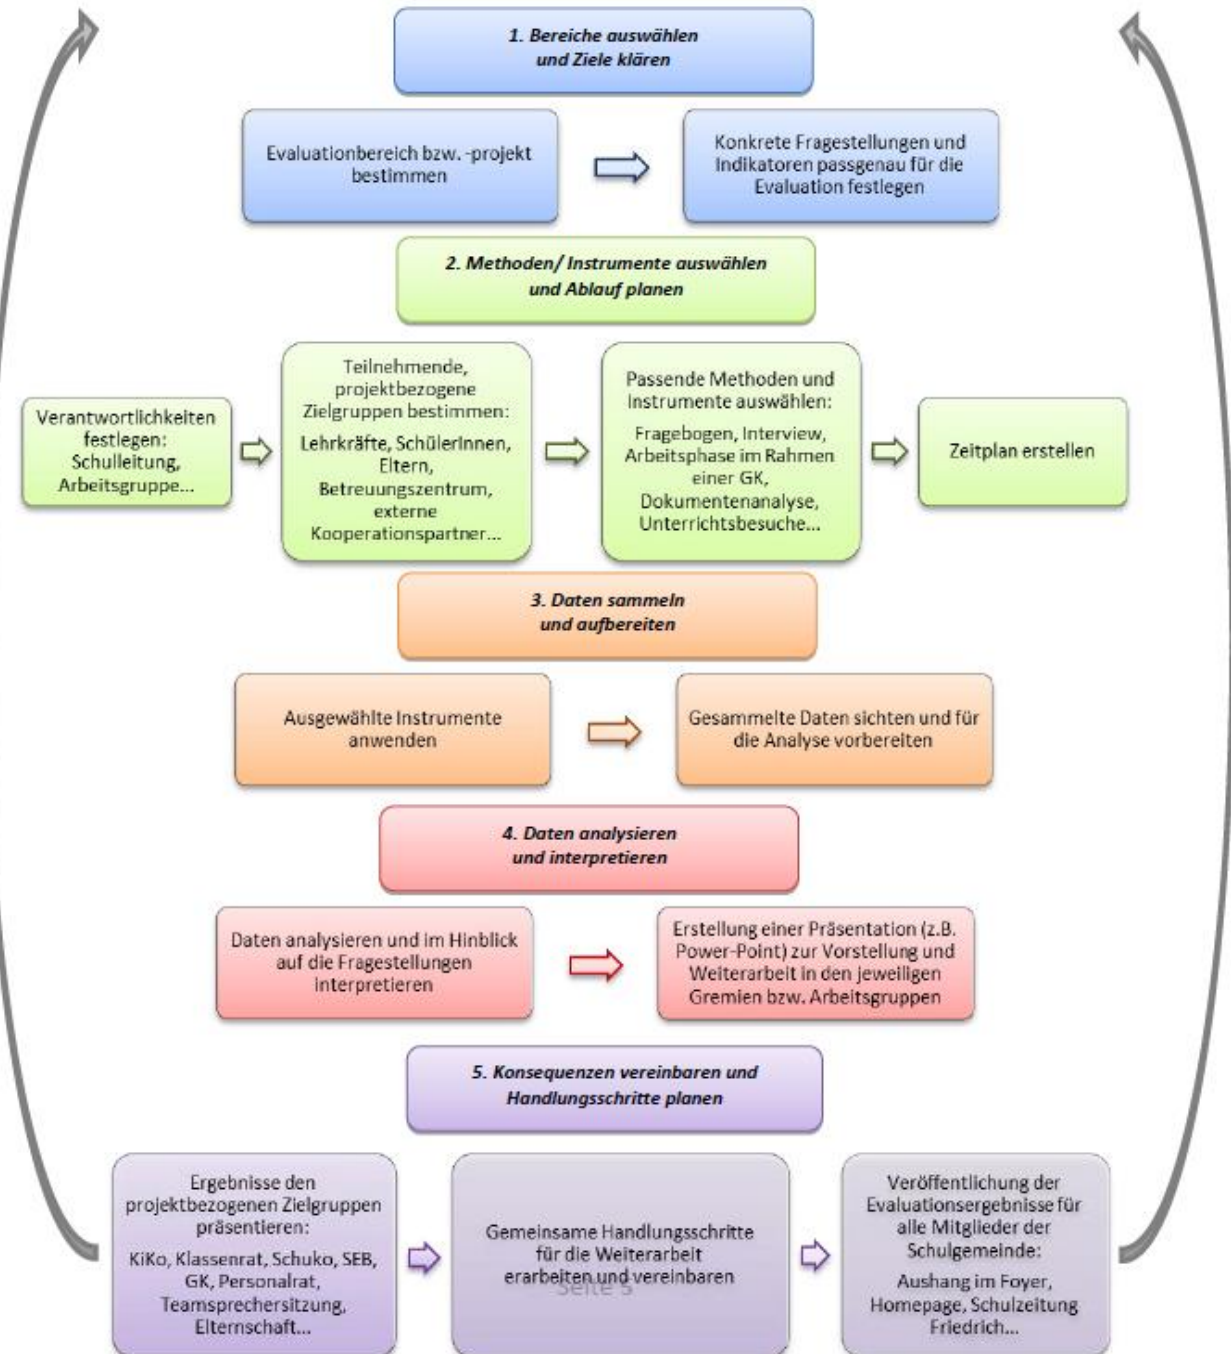 1. Bereiche auswählen
und Ziele klären
Evaluationbereich bzw. -projekt
bestimmen
Konkrete Fragestellungen und
Indikatoren passgenau für die
Evaluation festlegen
2. Methoden/ Instrumente auswählen
und Ablauf planen
Verantwortlichkeiten
festlegen:
Schulleitung,
Arbeitsgruppe...
Teilnehmende,
projektbezogene
Zielgruppen bestimmen:
Lehrkräfte, SchülerInnen,
Eltern,
Betreuungszentrum,
externe
Kooperationspartner...
Passende Methoden und
Instrumente auswählen:
Fragebogen, Interview,
Arbeitsphase im Rahmen
einer GK,
Dokumentenanalyse,
Unterrichtsbesuche...
Zeitplan erstellen
3. Daten sammeln
und aufbereiten
Ausgewählte Instrumente
anwenden
Gesammelte Daten sichten und für
die Analyse vorbereiten
4. Daten analysieren
und interpretieren
Daten analysieren und im Hinblick
auf die Fragestellungen
interpretieren
Erstellung einer Präsentation (z.B.
Power-Point) zur Vorstellung und
Weiterarbeit in den jeweiligen
Gremien bzw. Arbeitsgruppen
5. Konsequenzen vereinbaren und
Handlungsschritte planen
Ergebnisse den
projektbezogenen Zielgruppen
präsentieren:
KiKo, Klassenrat, Schuko, SEB,
GK, Personalrat,
Teamsprechersitzung,
Elternschaft...
Gemeinsame Handlungsschritte
für die Weiterarbeit
erarbeiten und vereinbaren
Seite 5
Veröffentlichung der
Evaluationsergebnisse für
alle Mitglieder der
Schulgemeinde:
Aushang im Foyer,
Homepage, Schulzeitung
Friedrich...